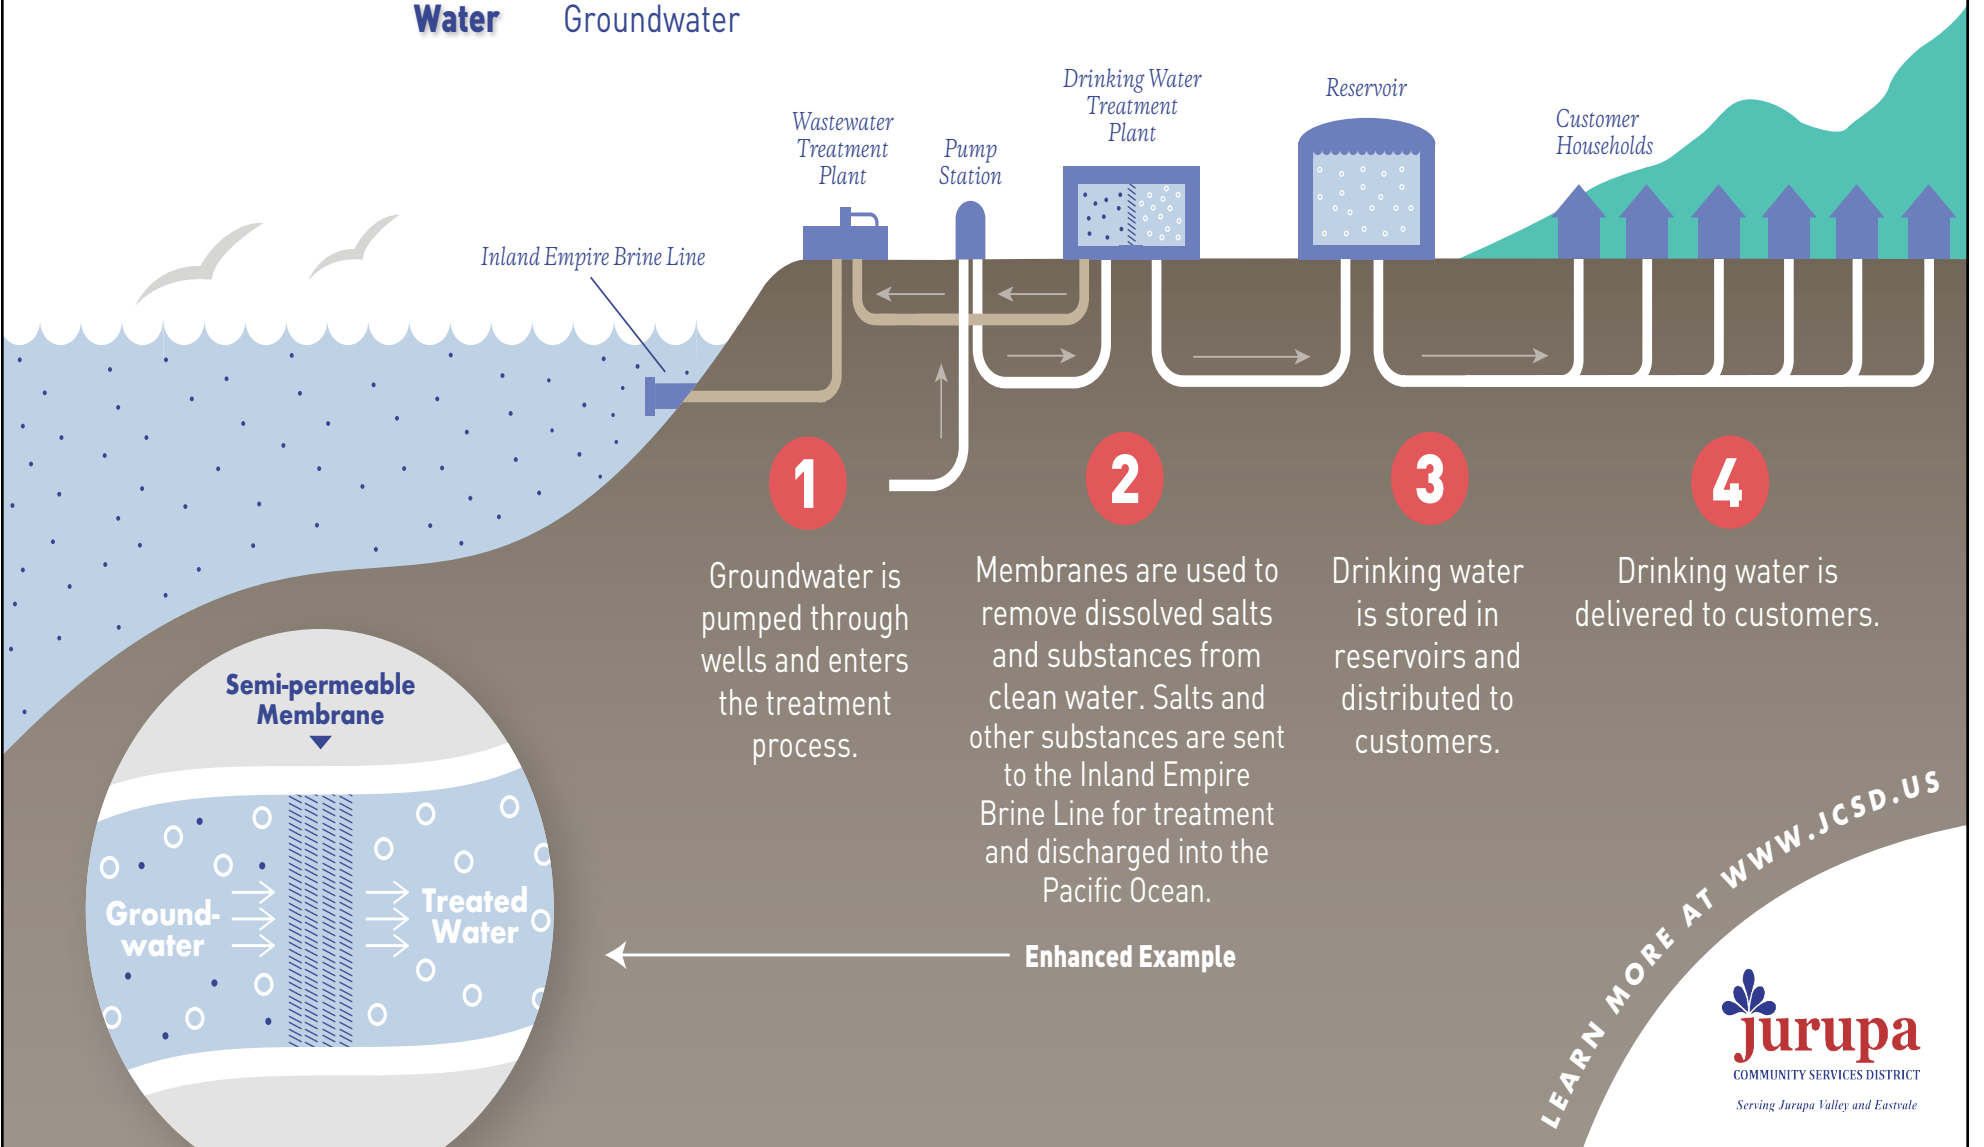 Water Groundwater
Drinking Water
Treatment
Plant
Reservoir
Wastewater
Treatment
Plant
Pump
Station
Customer
Households
Inland Empire Brine Line
1
Groundwater is
pumped through
wells and enters
the treatment
process.
2
Membranes are used to
remove dissolved salts
and substances from
clean water. Salts and
other substances are sent
to the Inland Empire
Brine Line for treatment
and discharged into the
Pacific Ocean.
3
Drinking water
is stored in
reservoirs and
distributed to
customers.
4
Drinking water is
delivered to customers.
Semi-permeable
Membrane
Ground-
water
Treated
Water
Enhanced Example
LEARN MORE AT WWW.JCSD.US
jurupa
COMMUNITY SERVICES DISTRICT
Serving Jurupa Valley and Eastvale